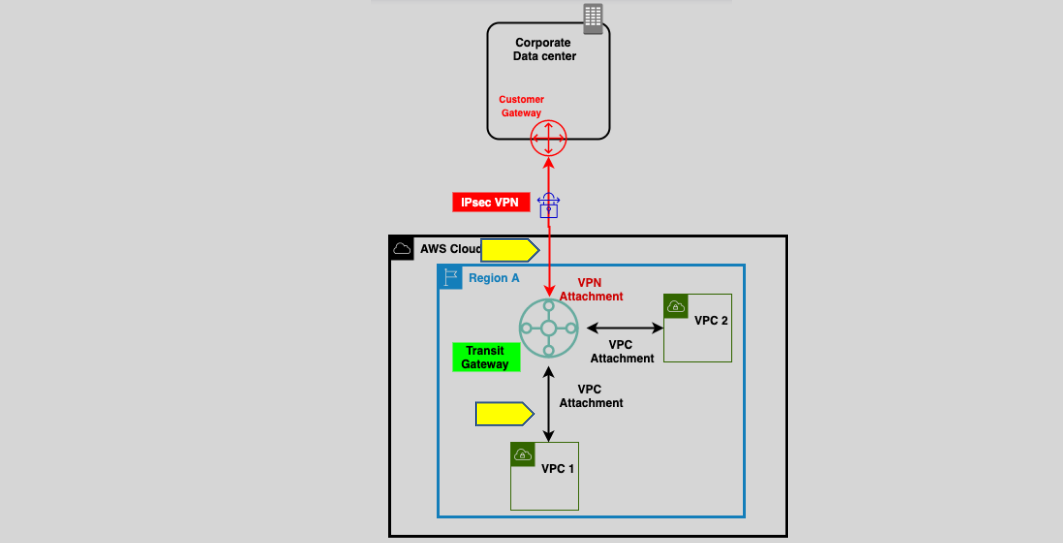 Corporate
Data center
Customer
Gateway
IPsec VPN
AWS Cloud
Region A
VPN
Attachment
VPC 2
VPC
Attachment
Transit
Gateway
VPC
Attachment
VPC 1